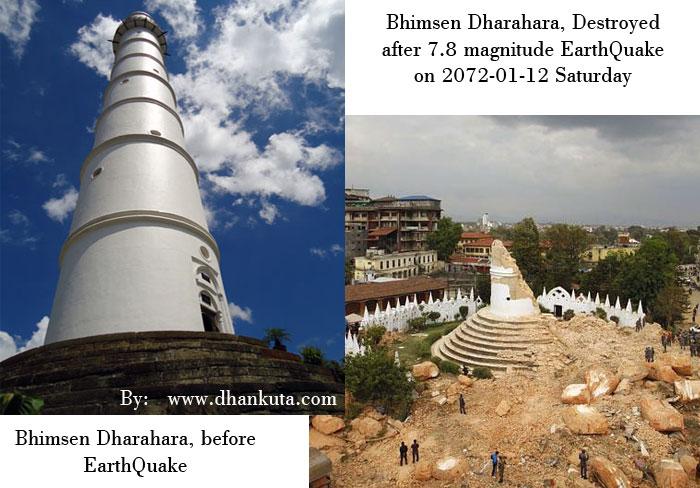 Bhimsen Dharahara, Destroyed
after 7.8 magnitude EarthQuake
on 2072-01-12 Saturday
By: www.dhankuta.com
Bhimsen Dharahara, before
EarthQuake